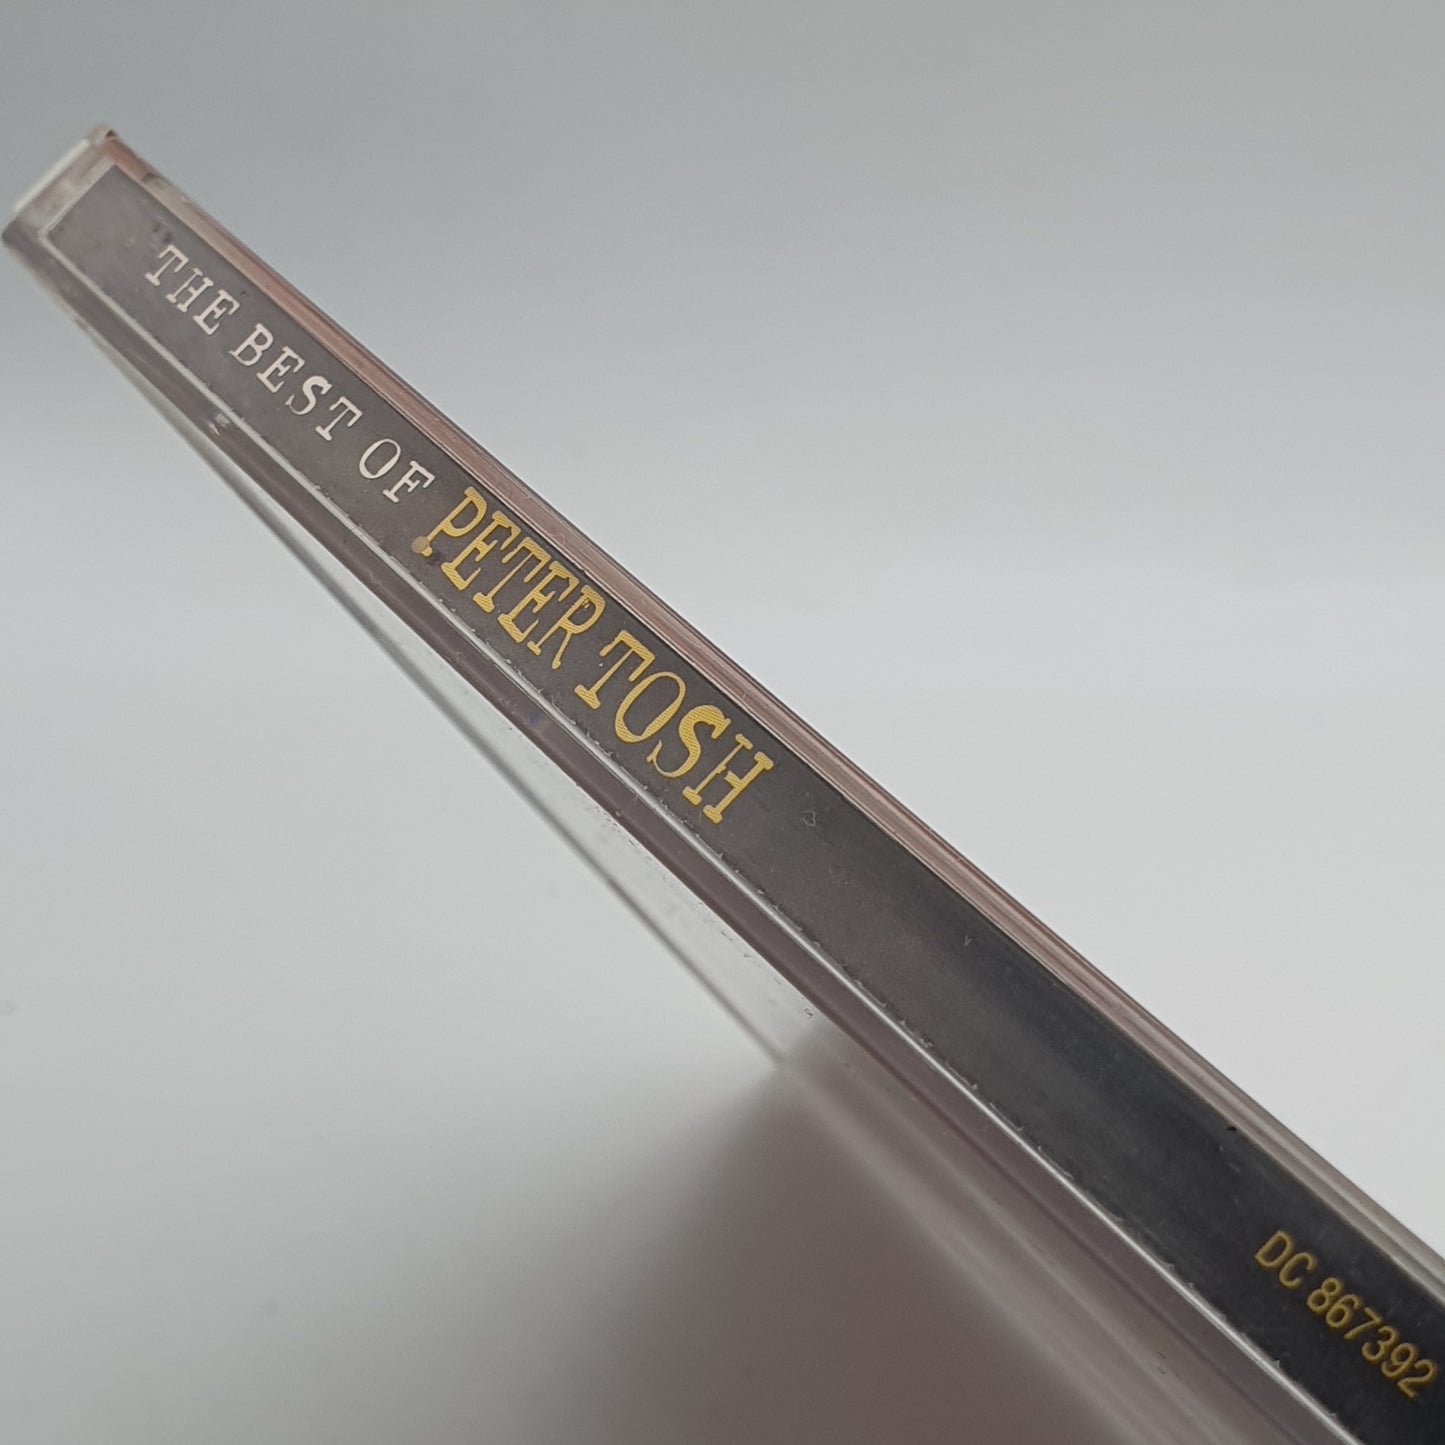 THE BEST OF PETER TOSH
DC 867392